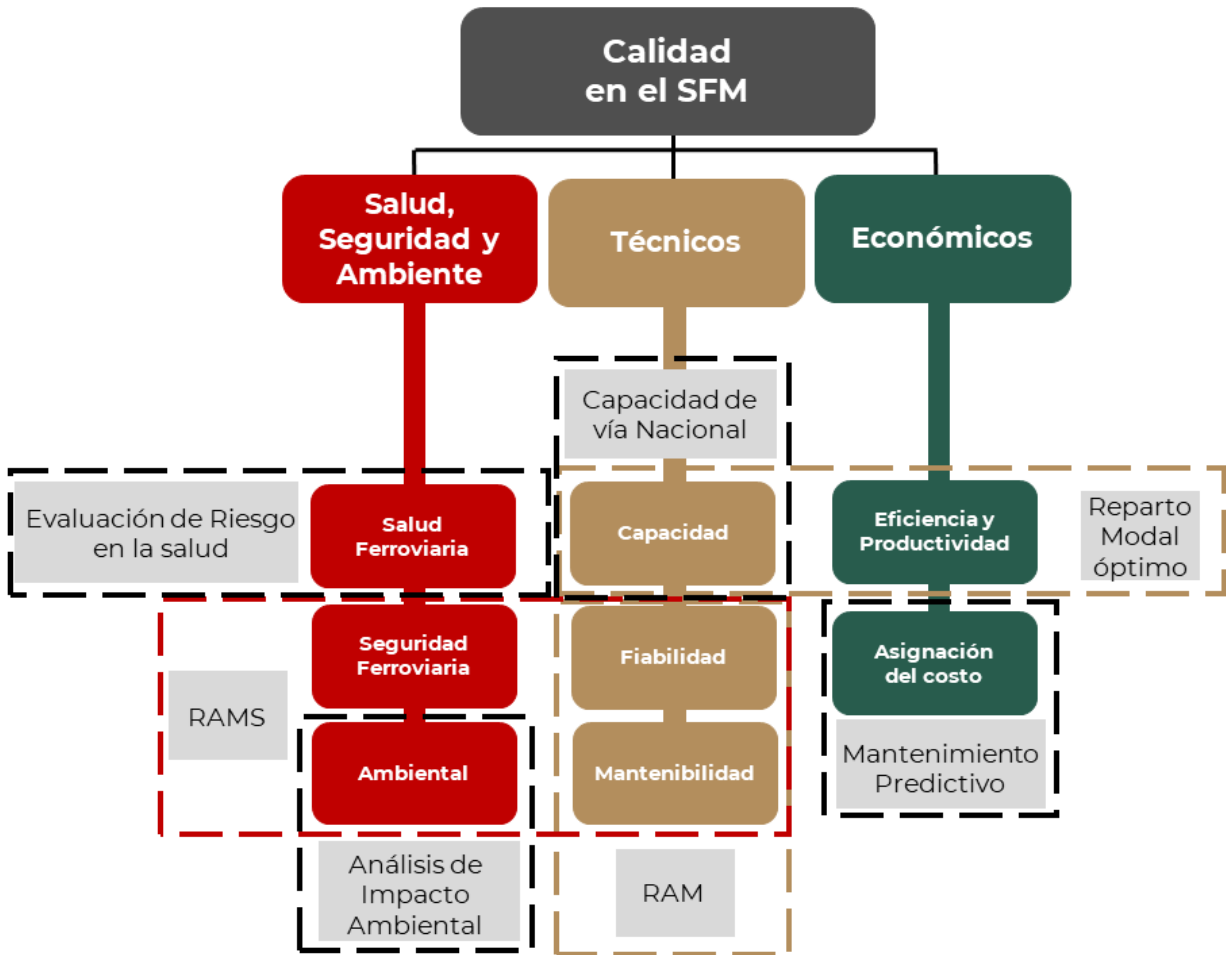 Calidad
en el SFM
Salud,
Seguridad y
Ambiente
Técnicos
Económicos
Capacidad de
vía Nacional
Evaluación de Riesgo
en la salud
Salud
Ferroviaria
Capacidad
Eficiencia y
Productividad
Reparto
Modal
óptimo
RAMS
Seguridad
Ferroviaria
Fiabilidad
Asignación
del costo
Ambiental
Mantenibilidad
Mantenimiento
Predictivo
Análisis de
Impacto
Ambiental
RAM